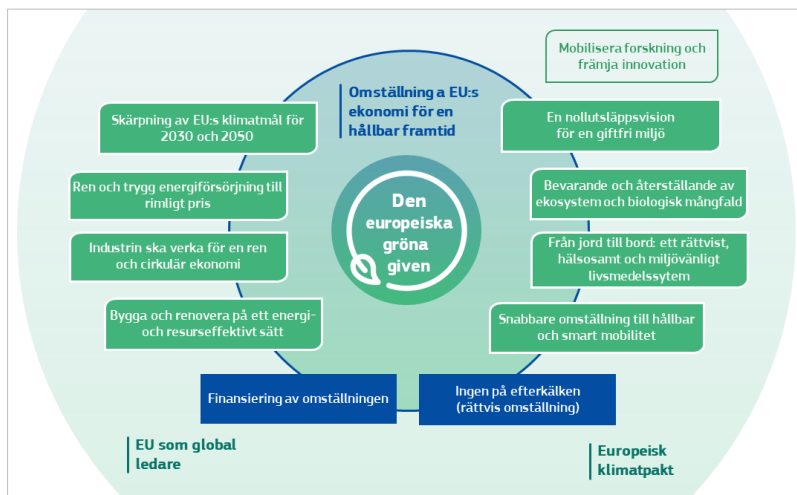 Mobilisera forskning och
främja innovation
Omställning a EU:s
ekonomi för en
hållbar framtid
Skärpning av EU:s klimatmål för
2030 och 2050
En nollutsläppsvision
för en giftfri miljö
Ren och trygg energiförsörjning till
rimligt pris
Bevarande och återställande av
ekosystem och biologisk mångfald
Den
europeiska
gröna
given
Industrin ska verka för en ren
och cirkulär ekonomi
Från jord till bord: ett rättvist,
hälsosamt och miljövänligt
livsmedelssytem
Bygga och renovera på ett energi-
och resurseffektivt sätt
Snabbare omställning till hållbar
och smart mobilitet
Finansiering av omställningen
Ingen på efterkälken
(rättvis omställning)
EU som global
ledare
Europeisk
klimatpakt